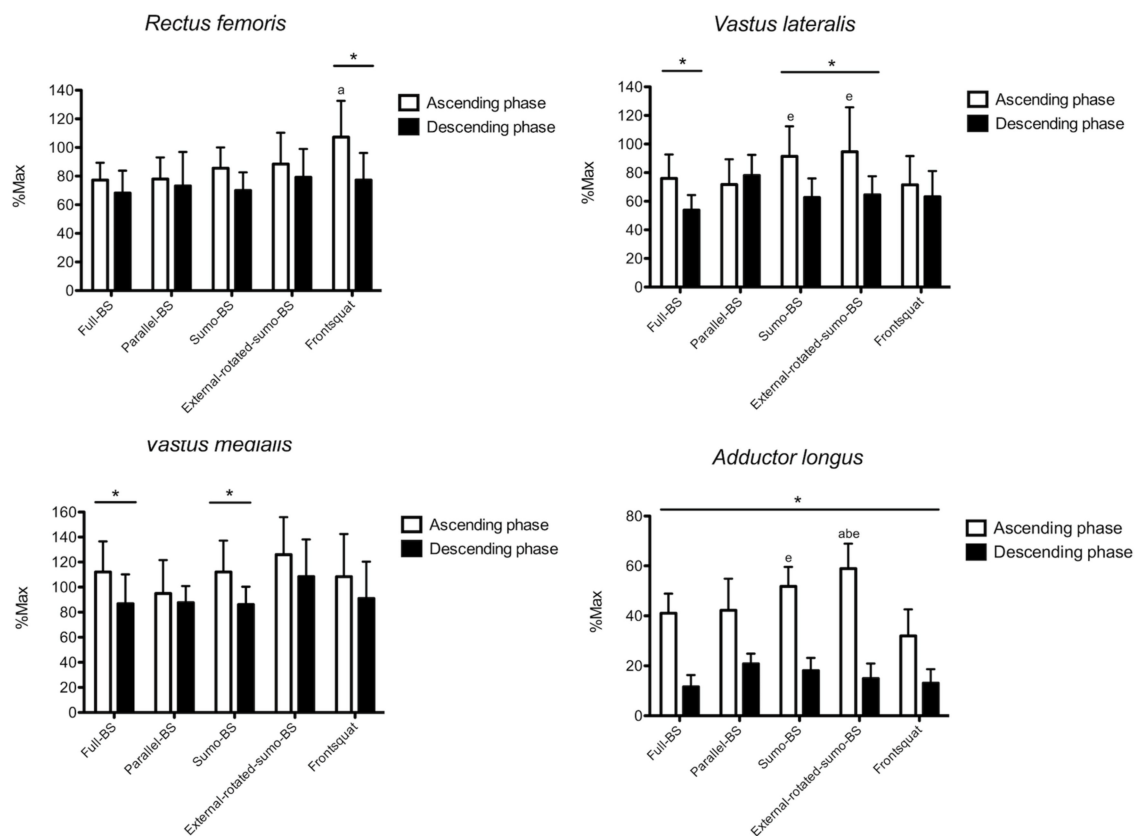 Rectus femoris
*
a
140
120
100
80
60
40
20
0
%Max
Ascending phase
Descending phase
Full-BS
Parallel-BS
Sumo-BS
External-rotated-sumo-BS
Frontsquat
Vastus lateralis
*
*
e
e
140
120
100
80
60
40
20
0
%Max
Ascending phase
Descending phase
Full-BS
Parallel-BS
Sumo-BS
External-rotated-sumo-BS
Frontsquat
Vastus medialis
*
*
160
140
120
100
80
60
40
20
0
%Max
Ascending phase
Descending phase
Full-BS
Parallel-BS
Sumo-BS
External-rotated-sumo-BS
Frontsquat
Adductor longus
*
e
abe
80
60
40
20
0
%Max
Ascending phase
Descending phase
Full-BS
Parallel-BS
Sumo-BS
External-rotated-sumo-BS
Frontsquat